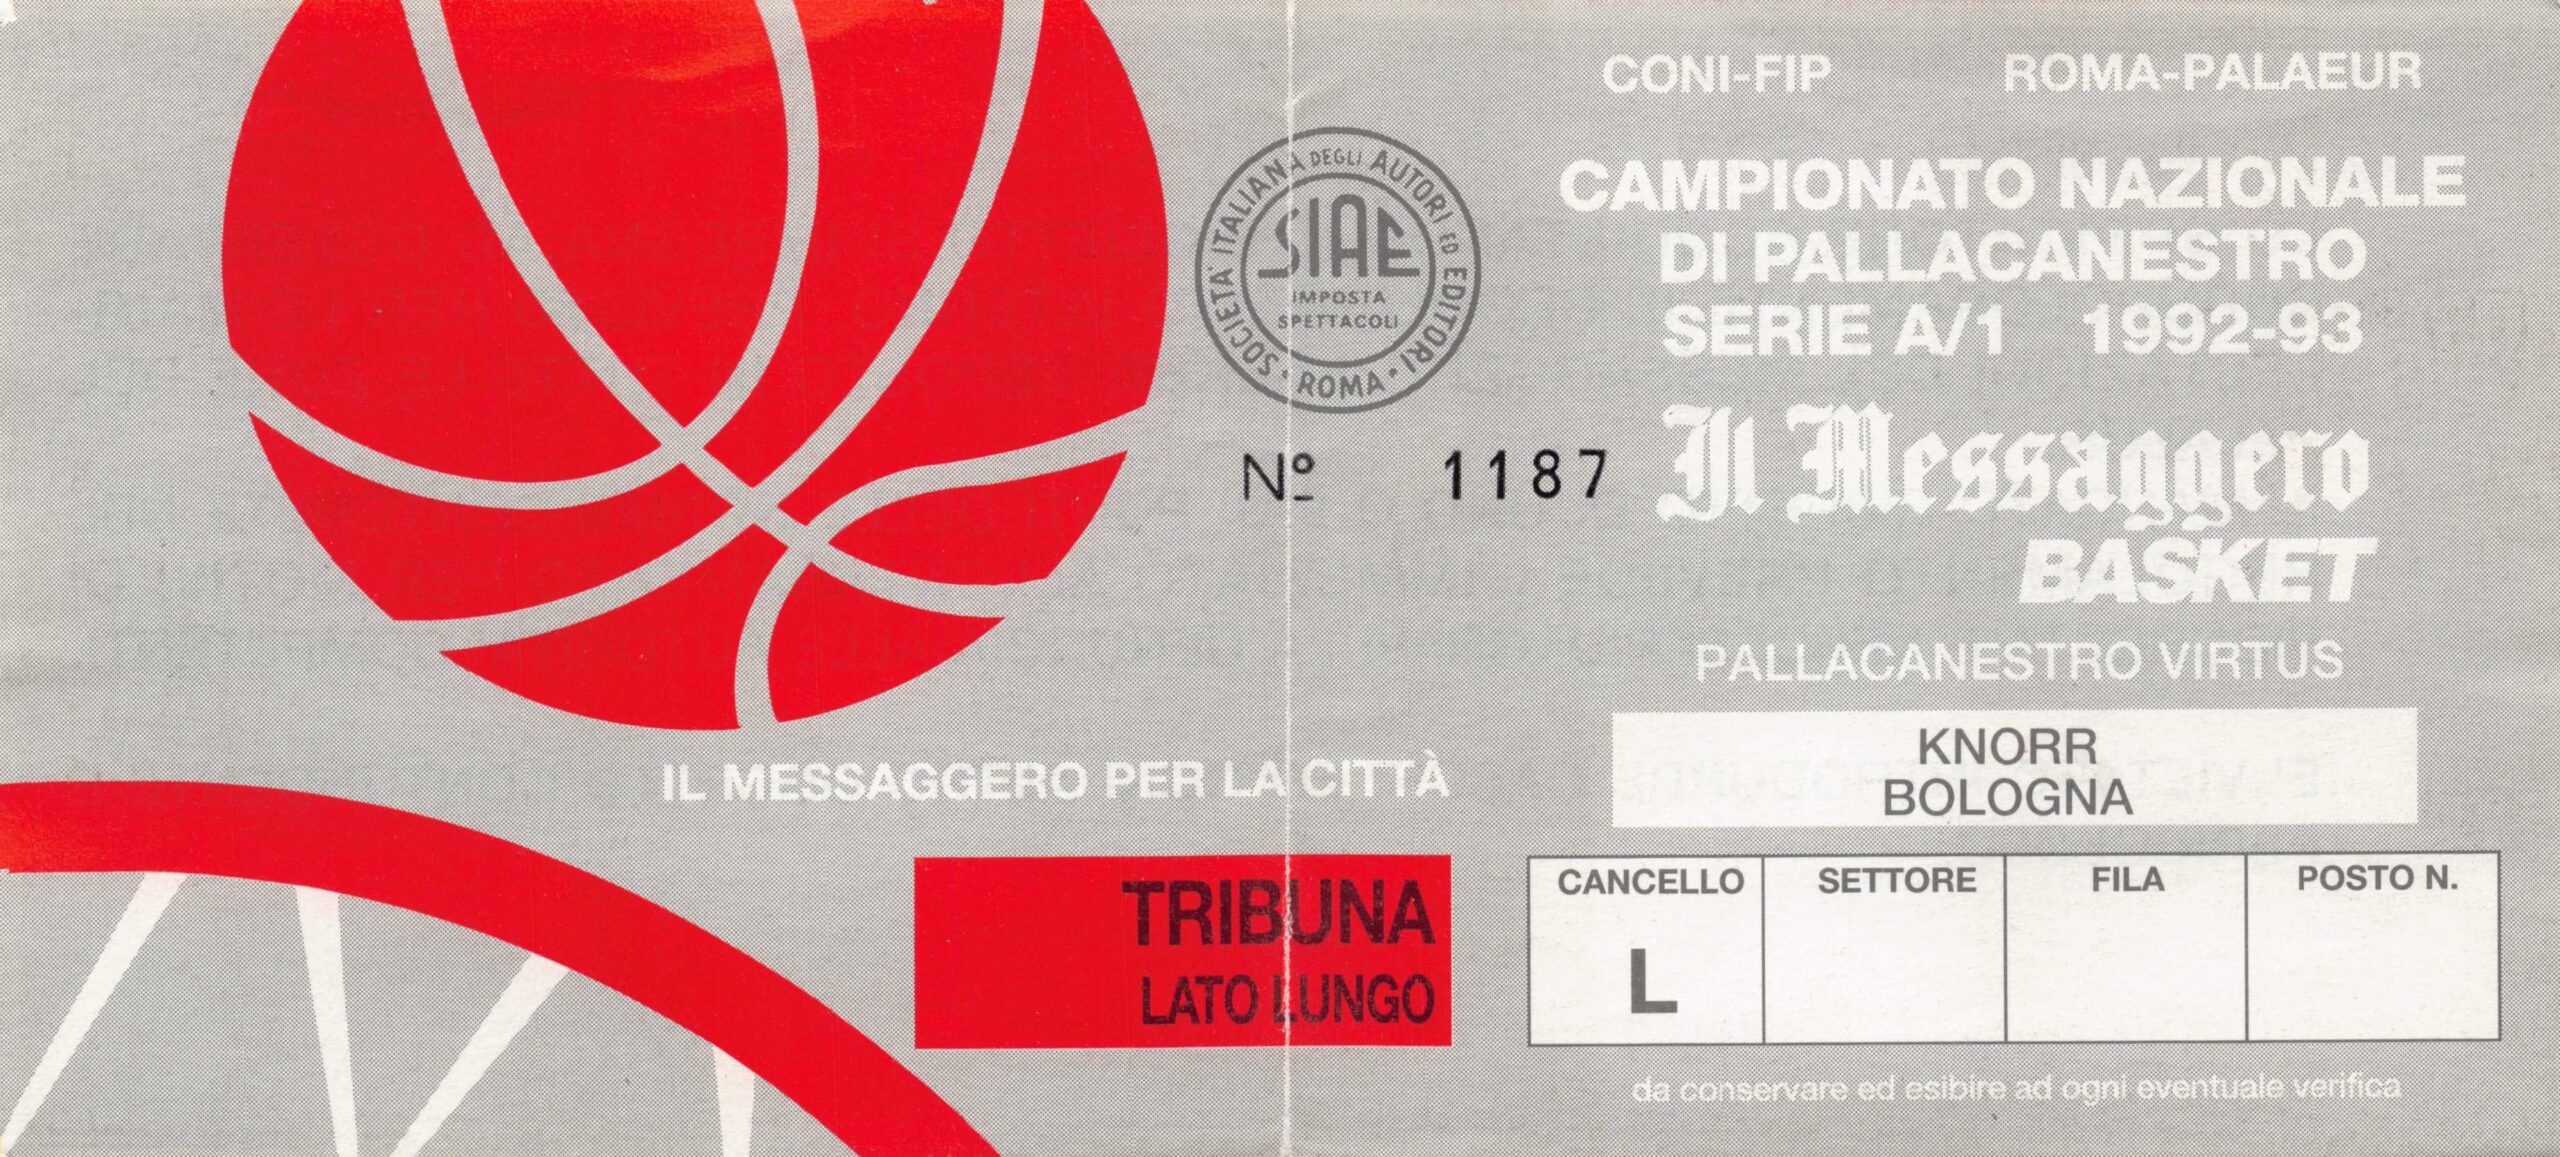 CONI-FIP ROMA-PALAEUR
CAMPIONATO NAZIONALE
DI PALLACANESTRO
SERIE A/1 1992-93
SOCIETA' ITALIANA DEGLI AUTORI ED EDITORI
· ROMA ·
SIAE
IMPOSTA
SPETTACOLI
Nº 1187
Il Messaggero
BASKET
PALLACANESTRO VIRTUS
KNORR
BOLOGNA
IL MESSAGGERO PER LA CITTÀ
TRIBUNA
LATO LUNGO
CANCELLO SETTORE FILA POSTO N.
L
da conservare ed esibire ad ogni eventuale verifica